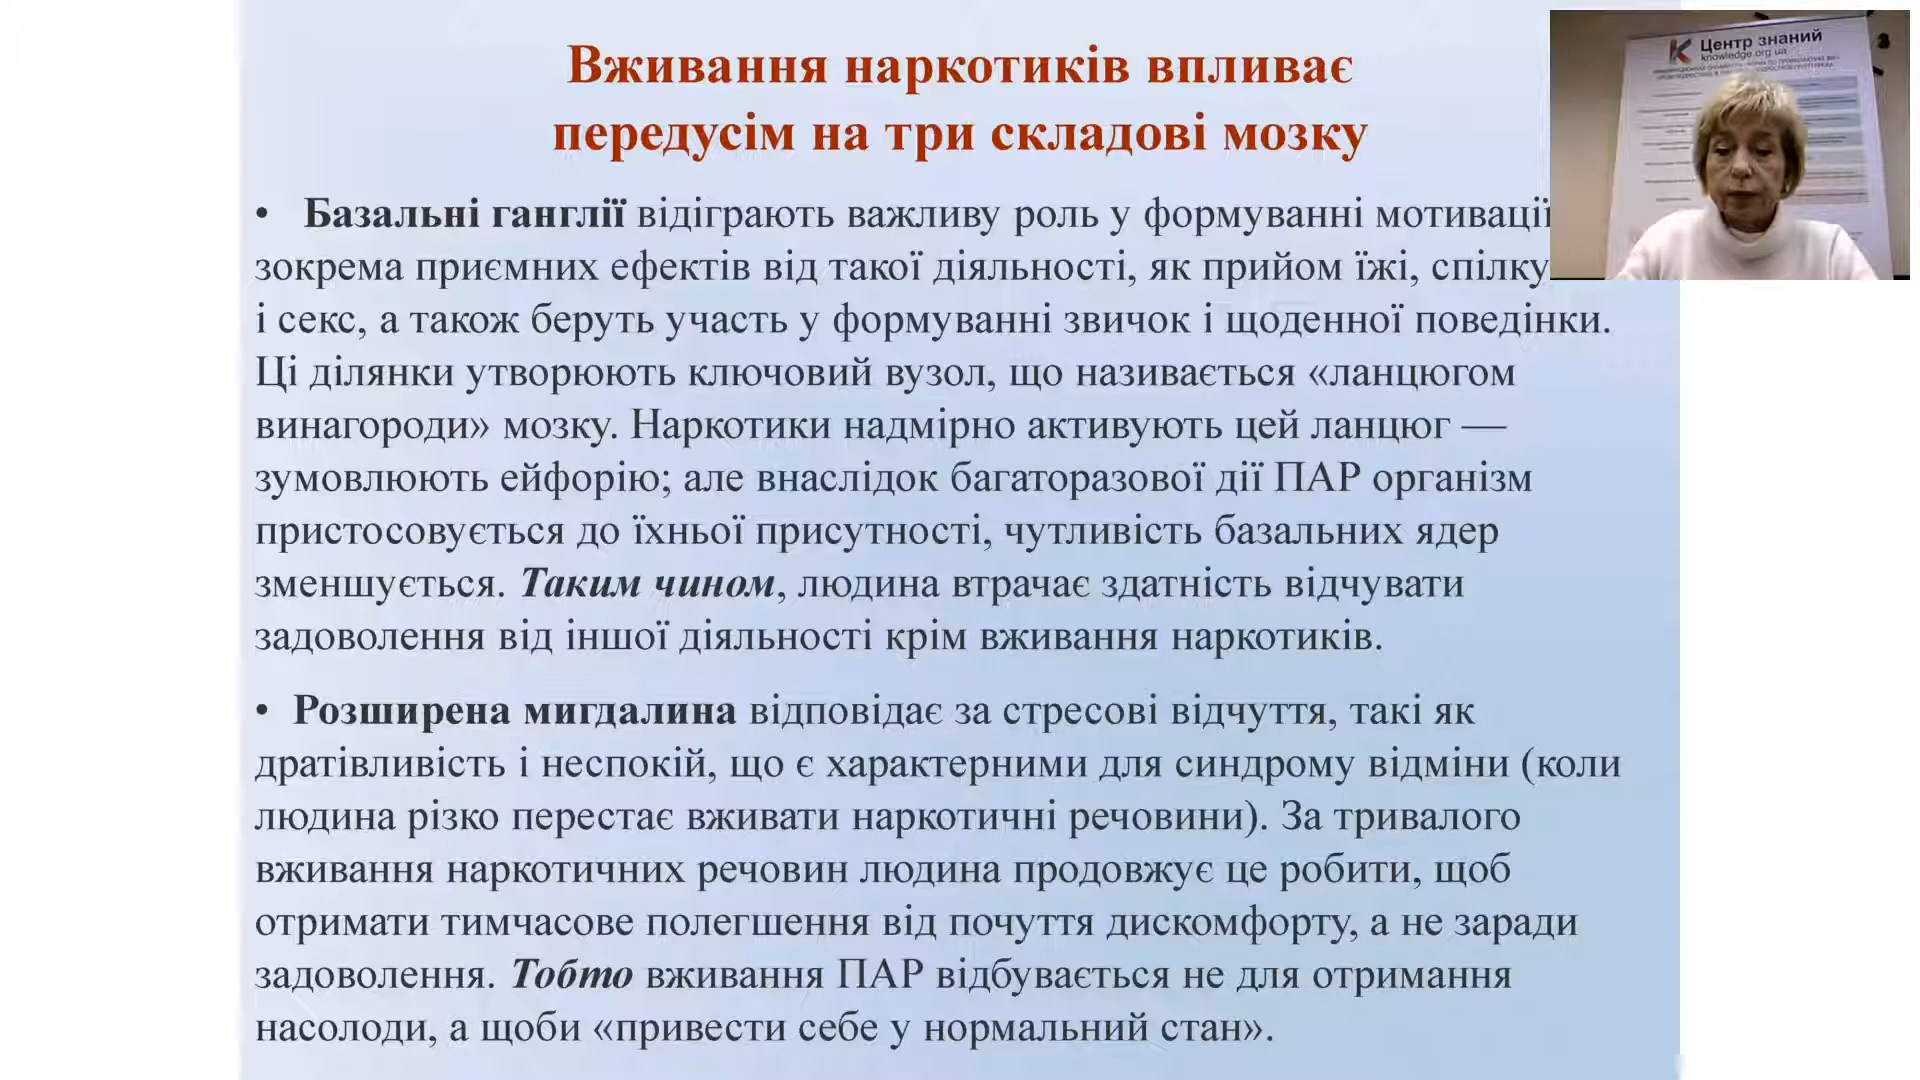 Вживання наркотиків впливає
передусім на три складові мозку
• Базальні гангліï відіграють важливу роль у формуванні мотивації
зокрема приємних ефектів від такої діяльності, як прийом їжі, спілку
і секс, а також беруть участь у формуванні звичок і щоденної поведінки.
Ці ділянки утворюють ключовий вузол, що називається «ланцюгом
винагороди» мозку. Наркотики надмірно активують цей ланцюг —
зумовлюють ейфорію; але внаслідок багаторазової дії ПАР організм
пристосовується до їхньої присутності, чутливість базальних ядер
зменшується. Таким чином, людина втрачає здатність відчувати
задоволення від іншої діяльності крім вживання наркотиків.
• Розширена мигдалина відповідає за стресові відчуття, такі як
дратівливість і неспокій, що є характерними для синдрому відміни (коли
людина різко перестає вживати наркотичні речовини). За тривалого
вживання наркотичних речовин людина продовжує це робити, щоб
отримати тимчасове полегшення від почуття дискомфорту, а не заради
задоволення. Тобто вживання ПАР відбувається не для отримання
насолоди, а щоби «привести себе у нормальний стан».
Центр знаний
knowledge.org.ua